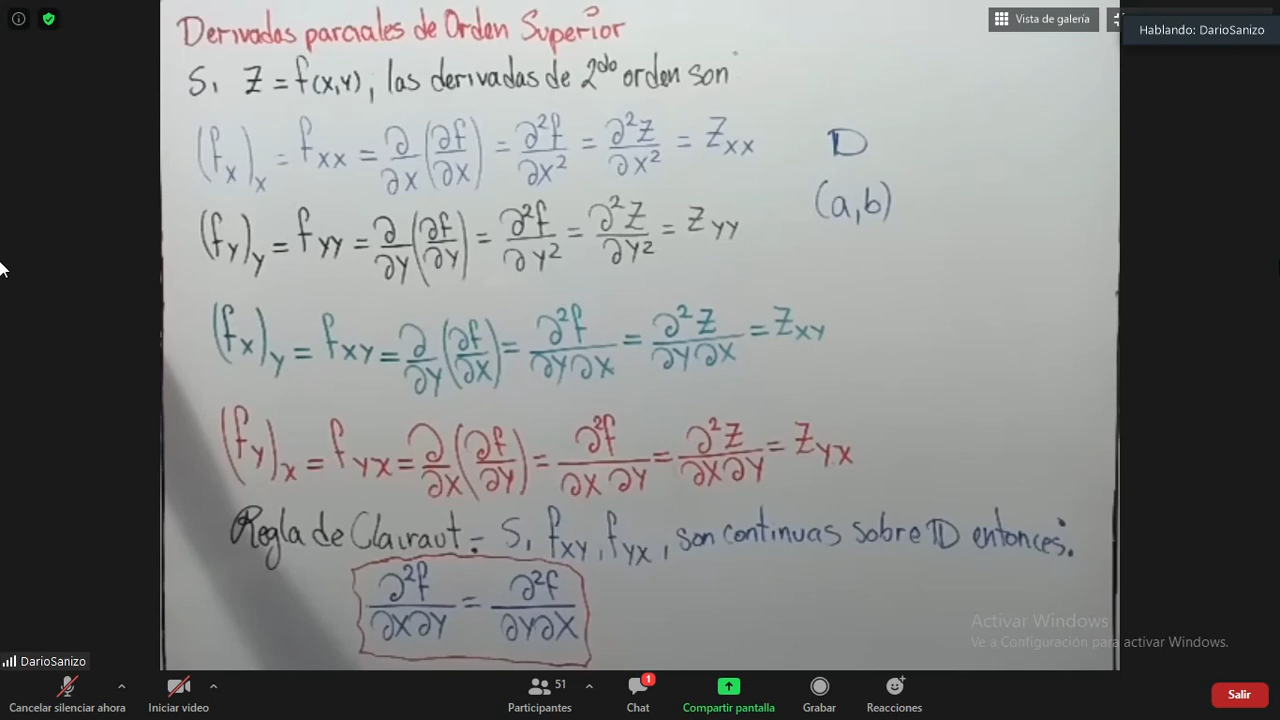 Vista de galería
Hablando: DarioSanizo
Derivadas parciales de Orden Superior
Si z = f(x,y), las derivadas de 2do orden son
(fx)x = fxx = ∂/∂x (∂f/∂x) = ∂²f/∂x² = ∂²z/∂x² = zxx
D
(a,b)
(fy)y = fyy = ∂/∂y (∂f/∂y) = ∂²f/∂y² = ∂²z/∂y² = zyy
(fx)y = fxy = ∂/∂y (∂f/∂x) = ∂²f/∂y∂x = ∂²z/∂y∂x = zxy
(fy)x = fyx = ∂/∂x (∂f/∂y) = ∂²f/∂x∂y = ∂²z/∂x∂y = zyx
Regla de Clairaut.- Si fxy, fyx, son continuas sobre D entonces:
∂²f/∂x∂y = ∂²f/∂y∂x
Activar Windows
Ve a Configuración para activar Windows.
DarioSanizo
Cancelar silenciar ahora
Iniciar video
51
Participantes
1
Chat
Compartir pantalla
Grabar
Reacciones
Salir